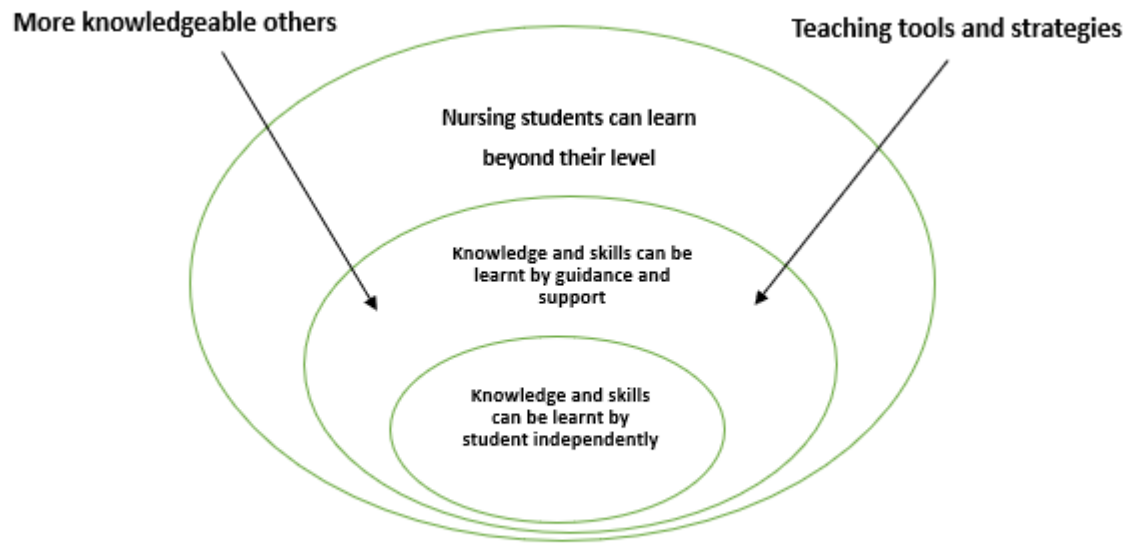 More knowledgeable others
Teaching tools and strategies
Nursing students can learn
beyond their level
Knowledge and skills can be
learnt by guidance and
support
Knowledge and skills
can be learnt by
student independently